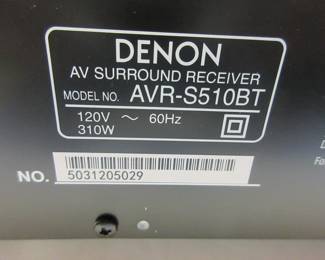 DENON
AV SURROUND RECEIVER
MODEL NO. AVR-S510BT
120V ~ 60Hz
310W
NO. 5031205029